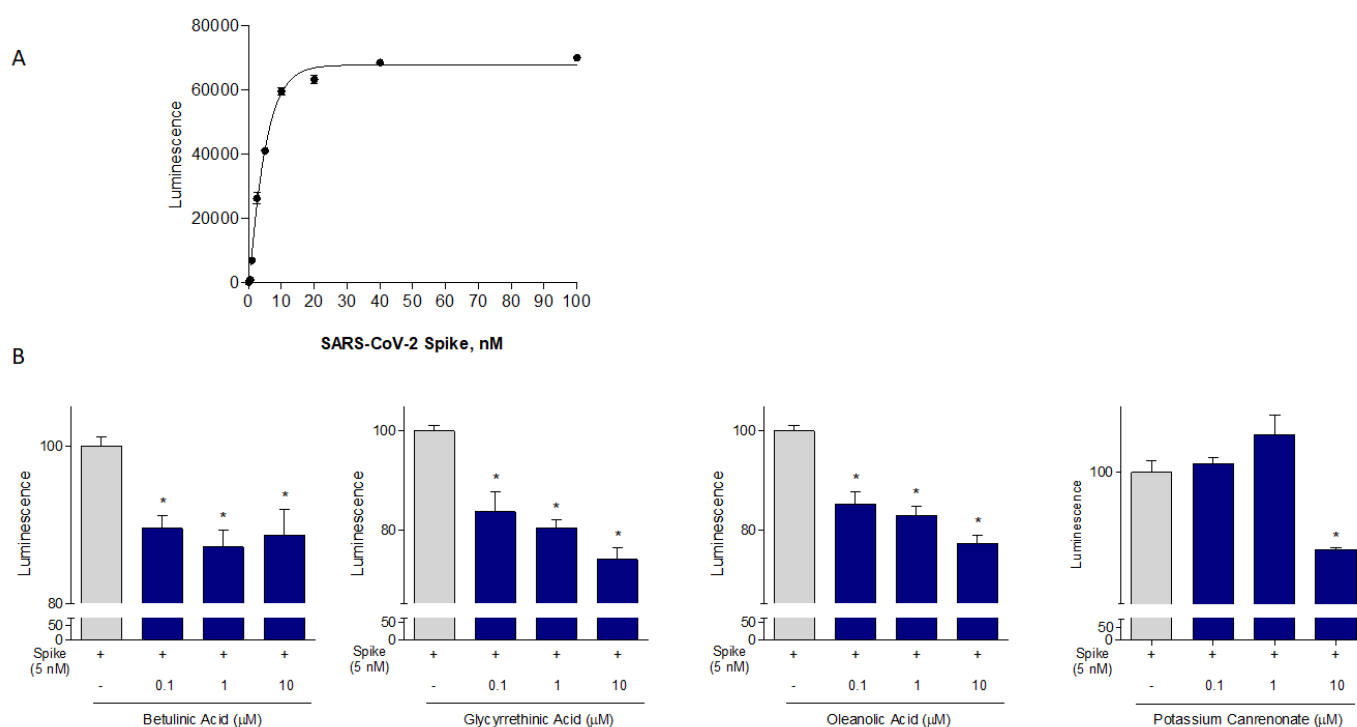 A
80000
60000
40000
20000
0
Luminescence
0 10 20 30 40 50 60 70 80 90 100
SARS-CoV-2 Spike, nM
B
100
80
50
0
Luminescence
* * *
Spike (5 nM) + + + +
- 0.1 1 10
Betulinic Acid (µM)
100
80
50
0
Luminescence
* * *
+ + + +
- 0.1 1 10
Glycyrrethinic Acid (µM)
100
80
50
0
Luminescence
* * *
Spike (5 nM) + + + +
- 0.1 1 10
Oleanolic Acid (µM)
100
50
0
Luminescence
*
Spike (5 nM) + + + +
- 0.1 1 10
Potassium Canrenonate (µM)